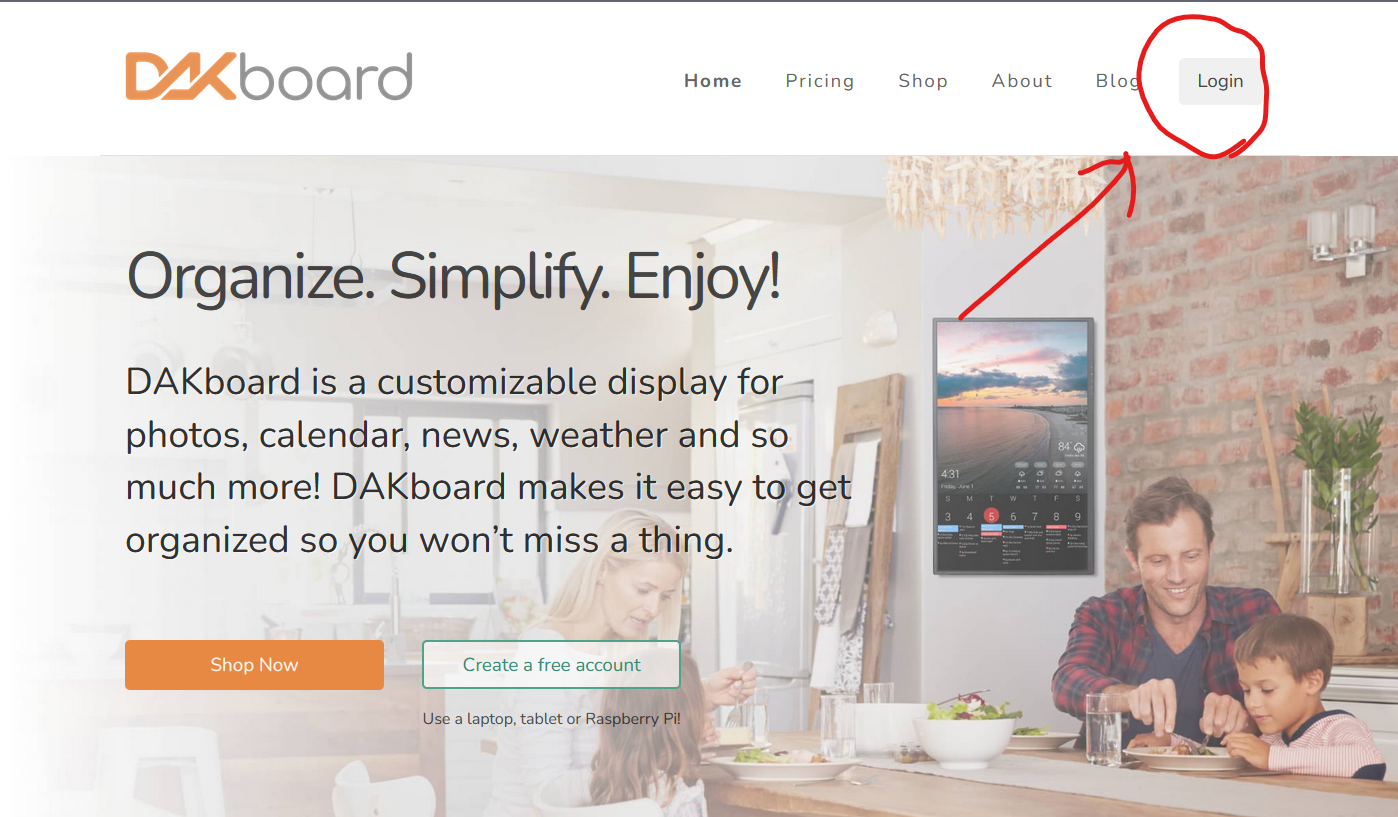 DAKboard
Home Pricing Shop About Blog Login
Organize. Simplify. Enjoy!
DAKboard is a customizable display for
photos, calendar, news, weather and so
much more! DAKboard makes it easy to get
organized so you won’t miss a thing.
84°
4:31
Friday, June 1
S M T W T F S
3 4 5 6 7 8 9
Shop Now
Create a free account
Use a laptop, tablet or Raspberry Pi!